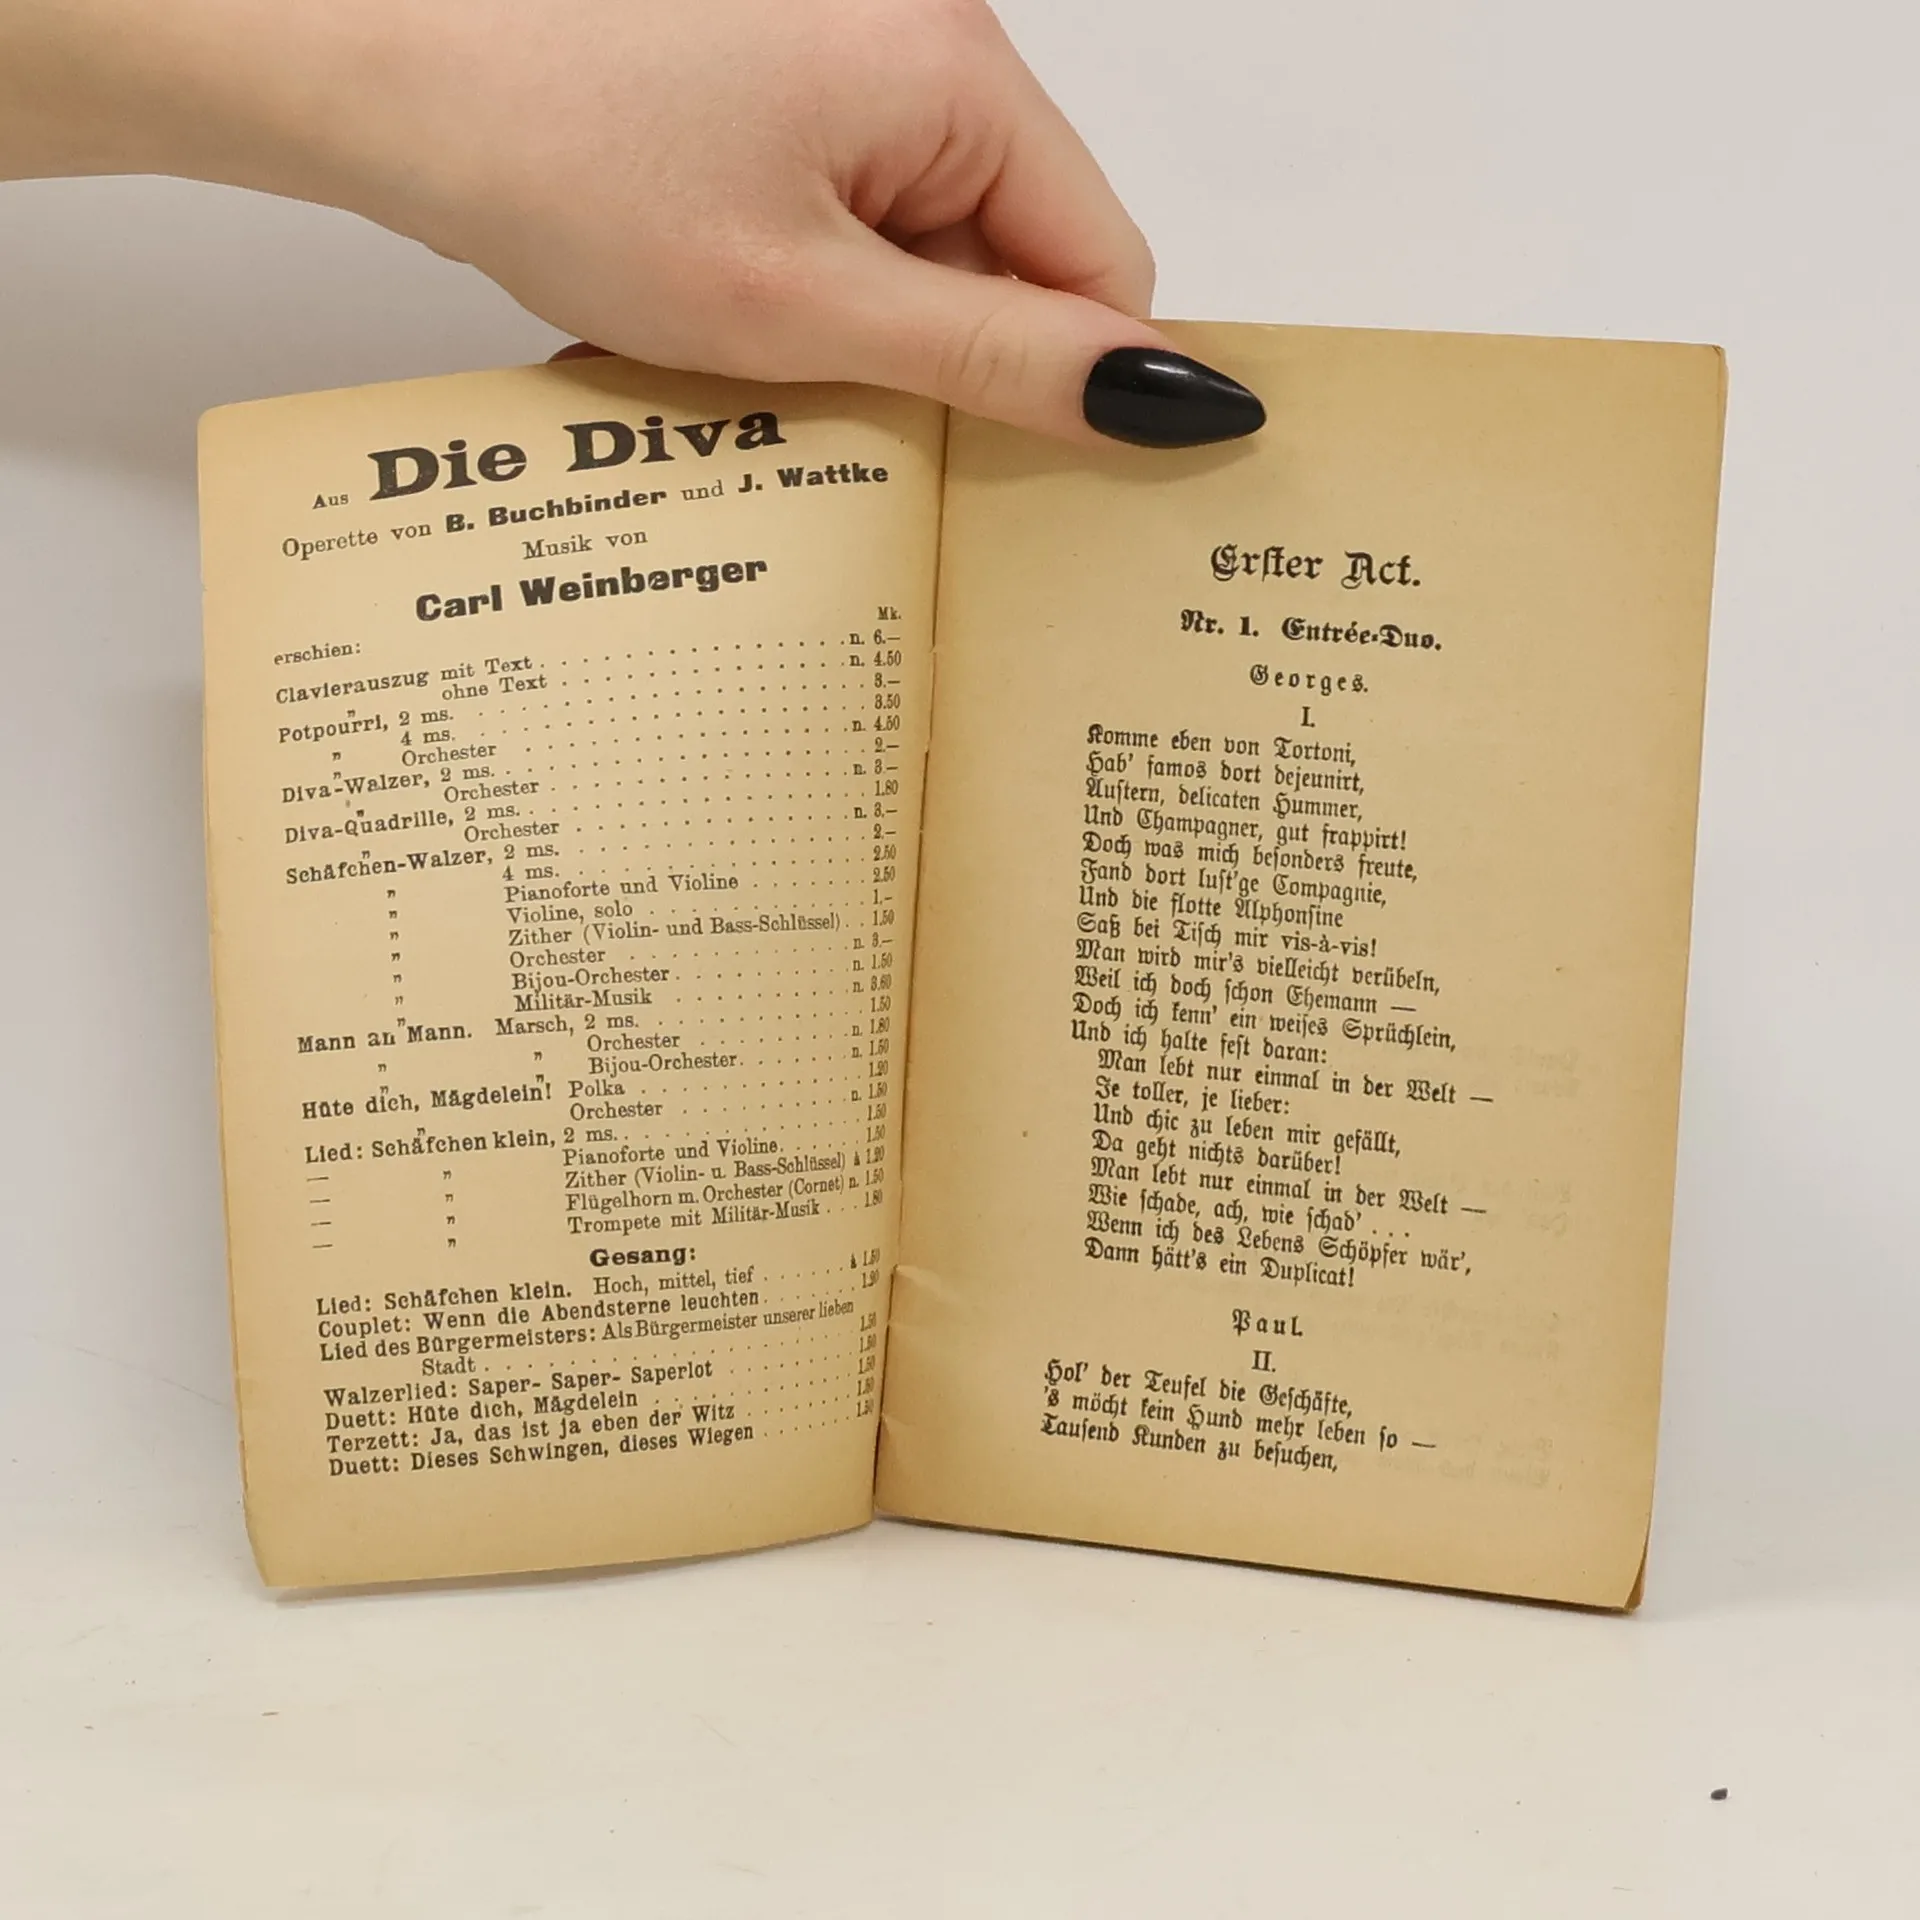 Aus Die Diva
Operette von B. Buchbinder und J. Wattke
Musik von
Carl Weinberger
erschien:
Mk.
Clavierauszug mit Text . . . . . . . . . . . . n. 6.—
„ ohne Text . . . . . . . . . . . . n. 4.50
Potpourri, 2 ms. . . . . . . . . . . . . 3.—
„ 4 ms. . . . . . . . . . . . . 3.50
„ Orchester . . . . . . . . . . . . n. 4.50
Diva-Walzer, 2 ms. . . . . . . . . . . . . 2.—
„ Orchester . . . . . . . . . . . . n. 3.—
Diva-Quadrille, 2 ms. . . . . . . . . . . . . 1.80
„ Orchester . . . . . . . . . . . . n. 3.—
Schäfchen-Walzer, 2 ms. . . . . . . . . . . . 2.—
„ 4 ms. . . . . . . . . . . . 2.50
„ Pianoforte und Violine . . . . . . . 2.50
„ Violine, solo . . . . . . . . . . 1.–
„ Zither (Violin- und Bass-Schlüssel) . . 1.50
„ Orchester . . . . . . . . . . n. 3.—
„ Bijou-Orchester . . . . . . . . . n. 1.50
„ Militär-Musik . . . . . . . . . n. 3.60
Mann an Mann. Marsch, 2 ms. . . . . . . . . . 1.50
„ „ Orchester . . . . . . . . n. 1.80
„ „ Bijou-Orchester . . . . . . n. 1.50
Hüte dich, Mägdelein! Polka . . . . . . . . . 1.20
„ Orchester . . . . . . . . n. 1.50
Lied: Schäfchen klein, 2 ms. . . . . . . . . . 1.50
— „ Pianoforte und Violine . . . . . . 1.50
— „ Zither (Violin- u. Bass-Schlüssel) à 1.20
— „ Flügelhorn m. Orchester (Cornet) n. 1.50
— „ Trompete mit Militär-Musik . . . 1.80
Gesang:
Lied: Schäfchen klein. Hoch, mittel, tief . . . . . . à 1.50
Couplet: Wenn die Abendsterne leuchten . . . . . . . 1.20
Lied des Bürgermeisters: Als Bürgermeister unserer lieben
Stadt . . . . . . . . . . . . . . . 1.50
Walzerlied: Saper- Saper- Saperlot . . . . . . . 1.50
Duett: Hüte dich, Mägdelein . . . . . . . . . 1.50
Terzett: Ja, das ist ja eben der Witz . . . . . . 1.50
Duett: Dieses Schwingen, dieses Wiegen . . . . . . 1.50
Erster Act.
Nr. 1. Entrée-Duo.
Georges.
I.
Komme eben von Tortoni,
Hab' famos dort dejeunirt,
Austern, delicaten Hummer,
Und Champagner, gut frappirt!
Doch was mich besonders freute,
Fand dort lust'ge Compagnie,
Und die flotte Alphonsine
Saß bei Tisch mir vis-à-vis!
Man wird mir's vielleicht verübeln,
Weil ich doch schon Ehemann —
Doch ich kenn' ein weises Sprüchlein,
Und ich halte fest daran:
Man lebt nur einmal in der Welt —
Je toller, je lieber:
Und chic zu leben mir gefällt,
Da geht nichts darüber!
Man lebt nur einmal in der Welt —
Wie schade, ach, wie schad' . . .
Wenn ich des Lebens Schöpfer wär',
Dann hätt's ein Duplicat!
Paul.
II.
Hol' der Teufel die Geschäfte,
's möcht kein Hund mehr leben so —
Tausend Kunden zu besuchen,